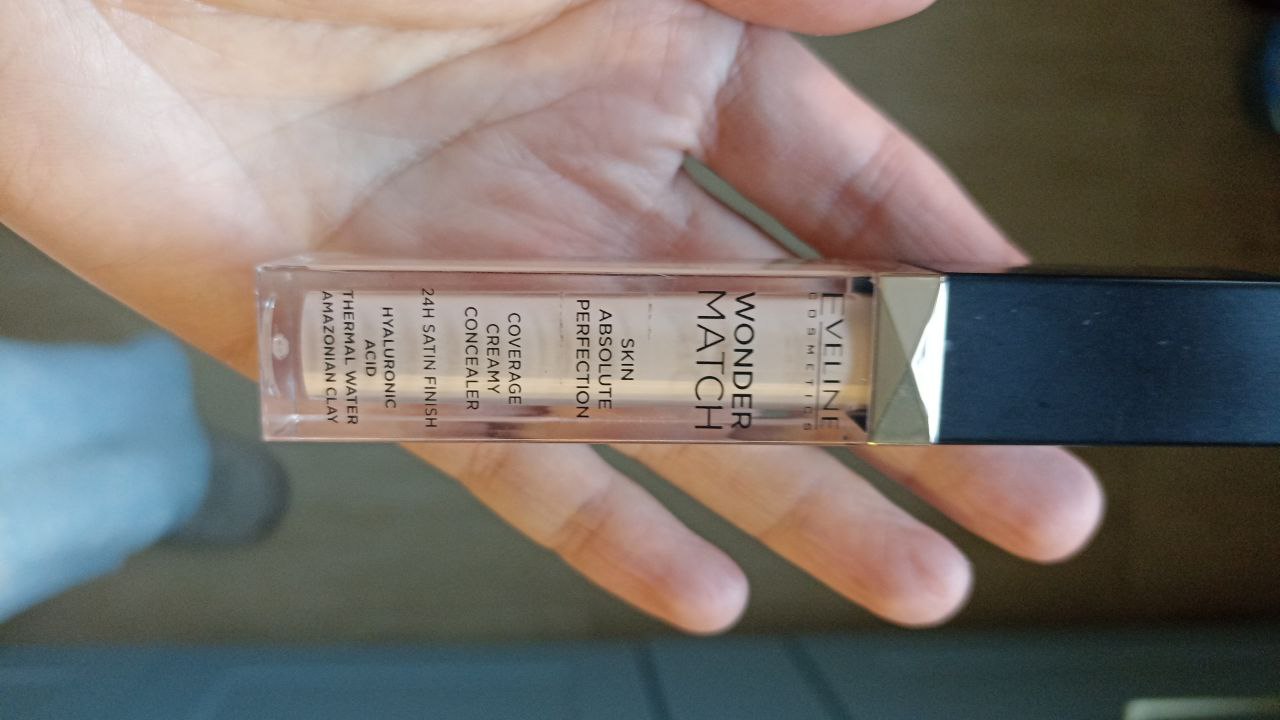 EVELINE
COSMETICS
WONDER
MATCH
SKIN
ABSOLUTE
PERFECTION
COVERAGE
CREAMY
CONCEALER
24H SATIN FINISH
HYALURONIC
ACID
THERMAL WATER
AMAZONIAN CLAY